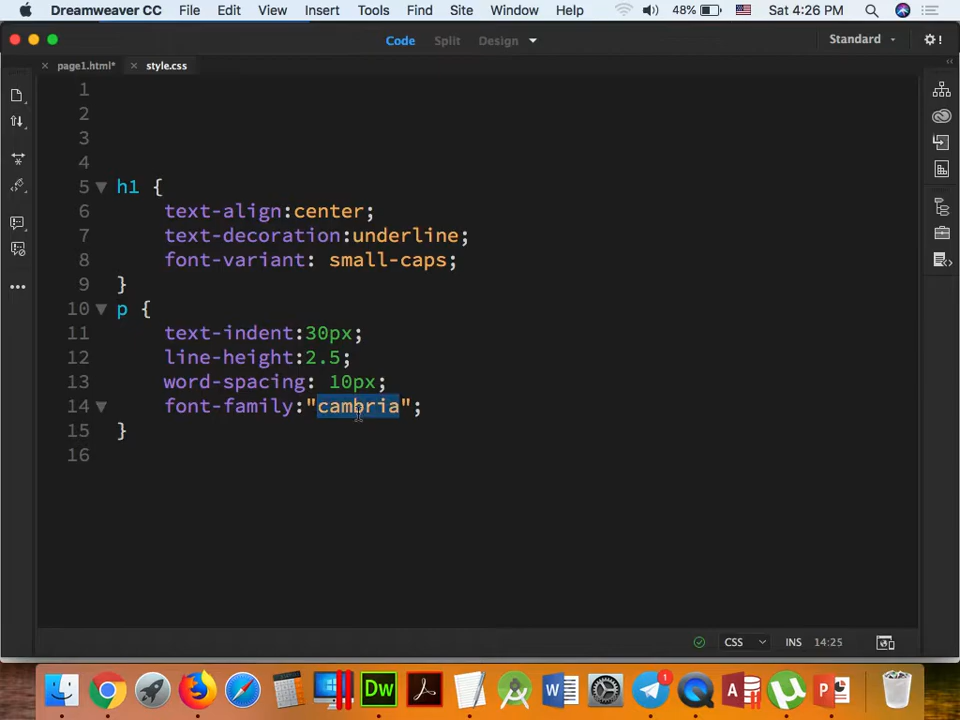 Dreamweaver CC File Edit View Insert Tools Find Site Window Help 48% Sat 4:26 PM
Code Split Design Standard !
page1.html* style.css
1
2
3
4
5 h1 {
6 text-align:center;
7 text-decoration:underline;
8 font-variant: small-caps;
9 }
10 p {
11 text-indent:30px;
12 line-height:2.5;
13 word-spacing: 10px;
14 font-family:"cambria";
15 }
16
CSS INS 14:25
Dw W 1 A P